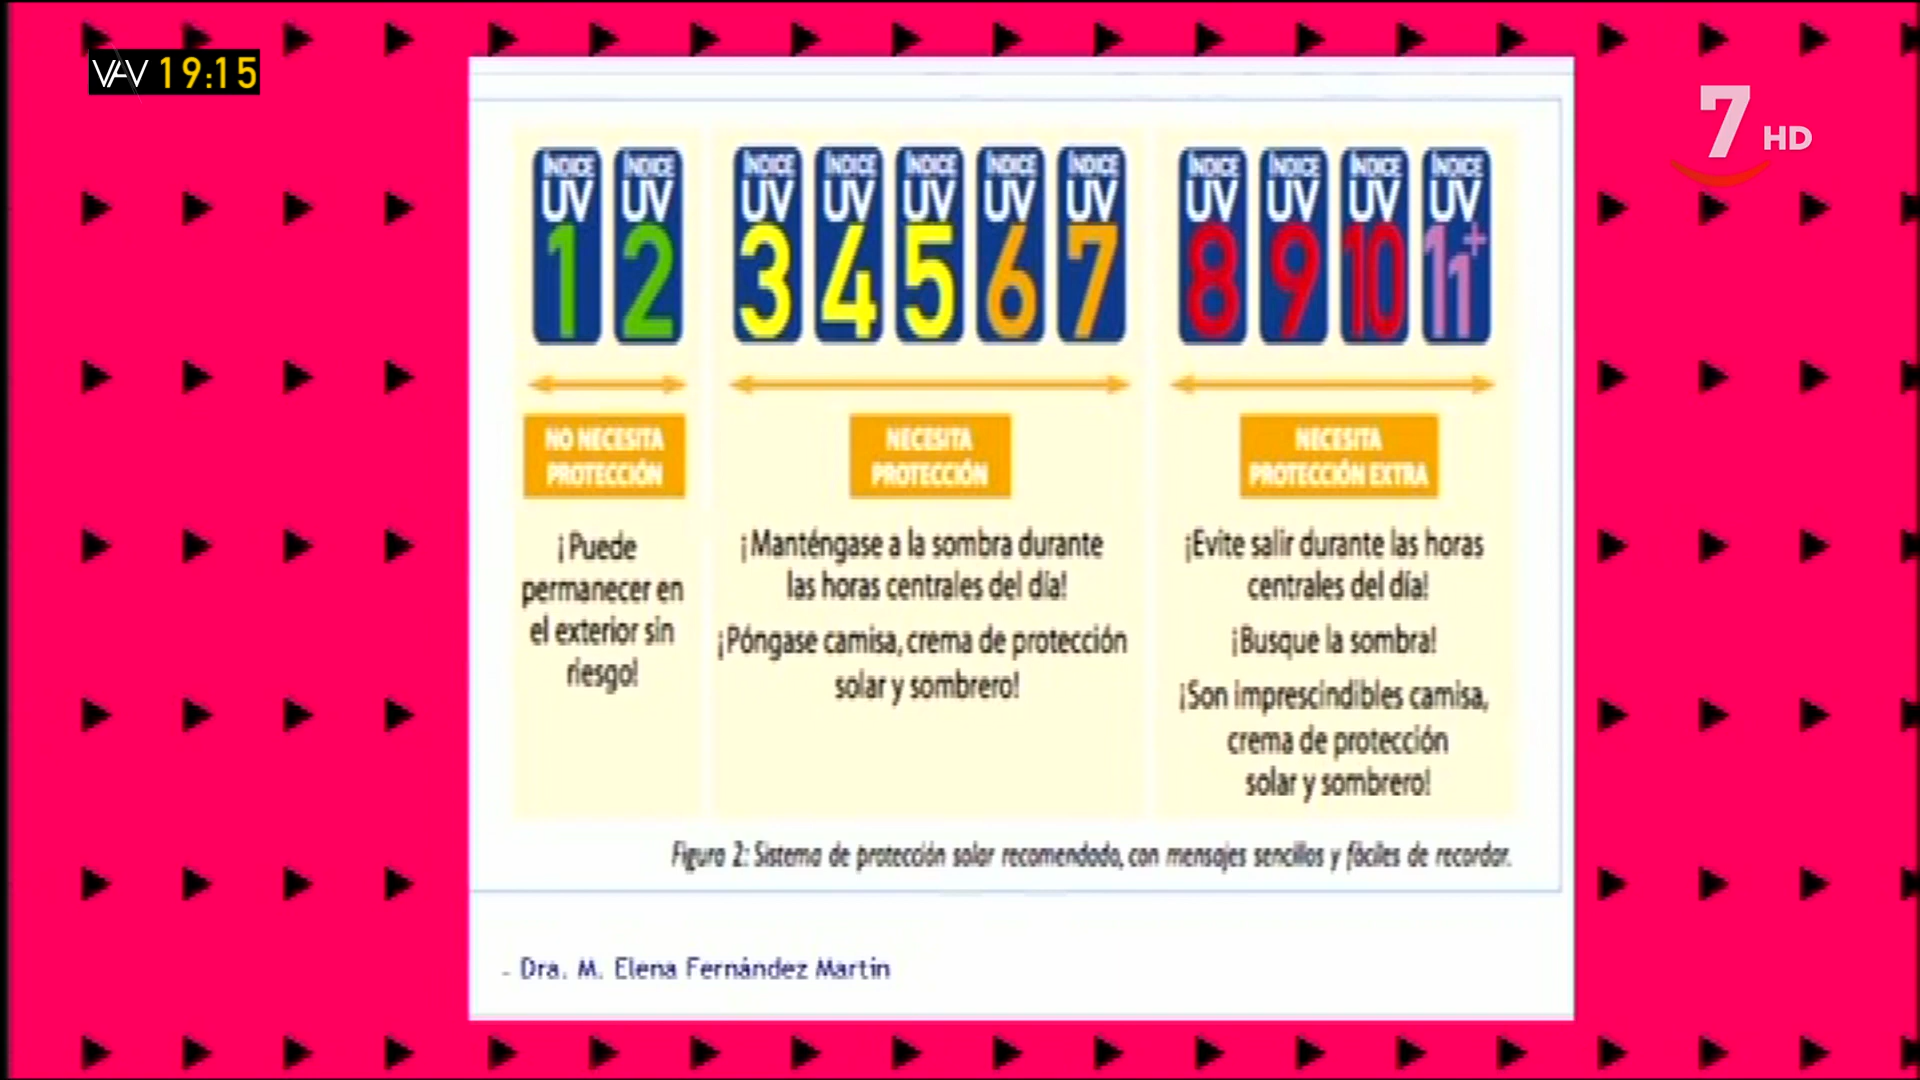 VAV 19:15
7 HD
ÍNDICE UV 1
ÍNDICE UV 2
ÍNDICE UV 3
ÍNDICE UV 4
ÍNDICE UV 5
ÍNDICE UV 6
ÍNDICE UV 7
ÍNDICE UV 8
ÍNDICE UV 9
ÍNDICE UV 10
ÍNDICE UV 11+
NO NECESITA
PROTECCIÓN
¡Puede
permanecer en
el exterior sin
riesgo!
NECESITA
PROTECCIÓN
¡Manténgase a la sombra durante
las horas centrales del día!
¡Póngase camisa, crema de protección
solar y sombrero!
NECESITA
PROTECCIÓN EXTRA
¡Evite salir durante las horas
centrales del día!
¡Busque la sombra!
¡Son imprescindibles camisa,
crema de protección
solar y sombrero!
Figura 2: Sistema de protección solar recomendado, con mensajes sencillos y fáciles de recordar.
- Dra. M. Elena Fernández Martin